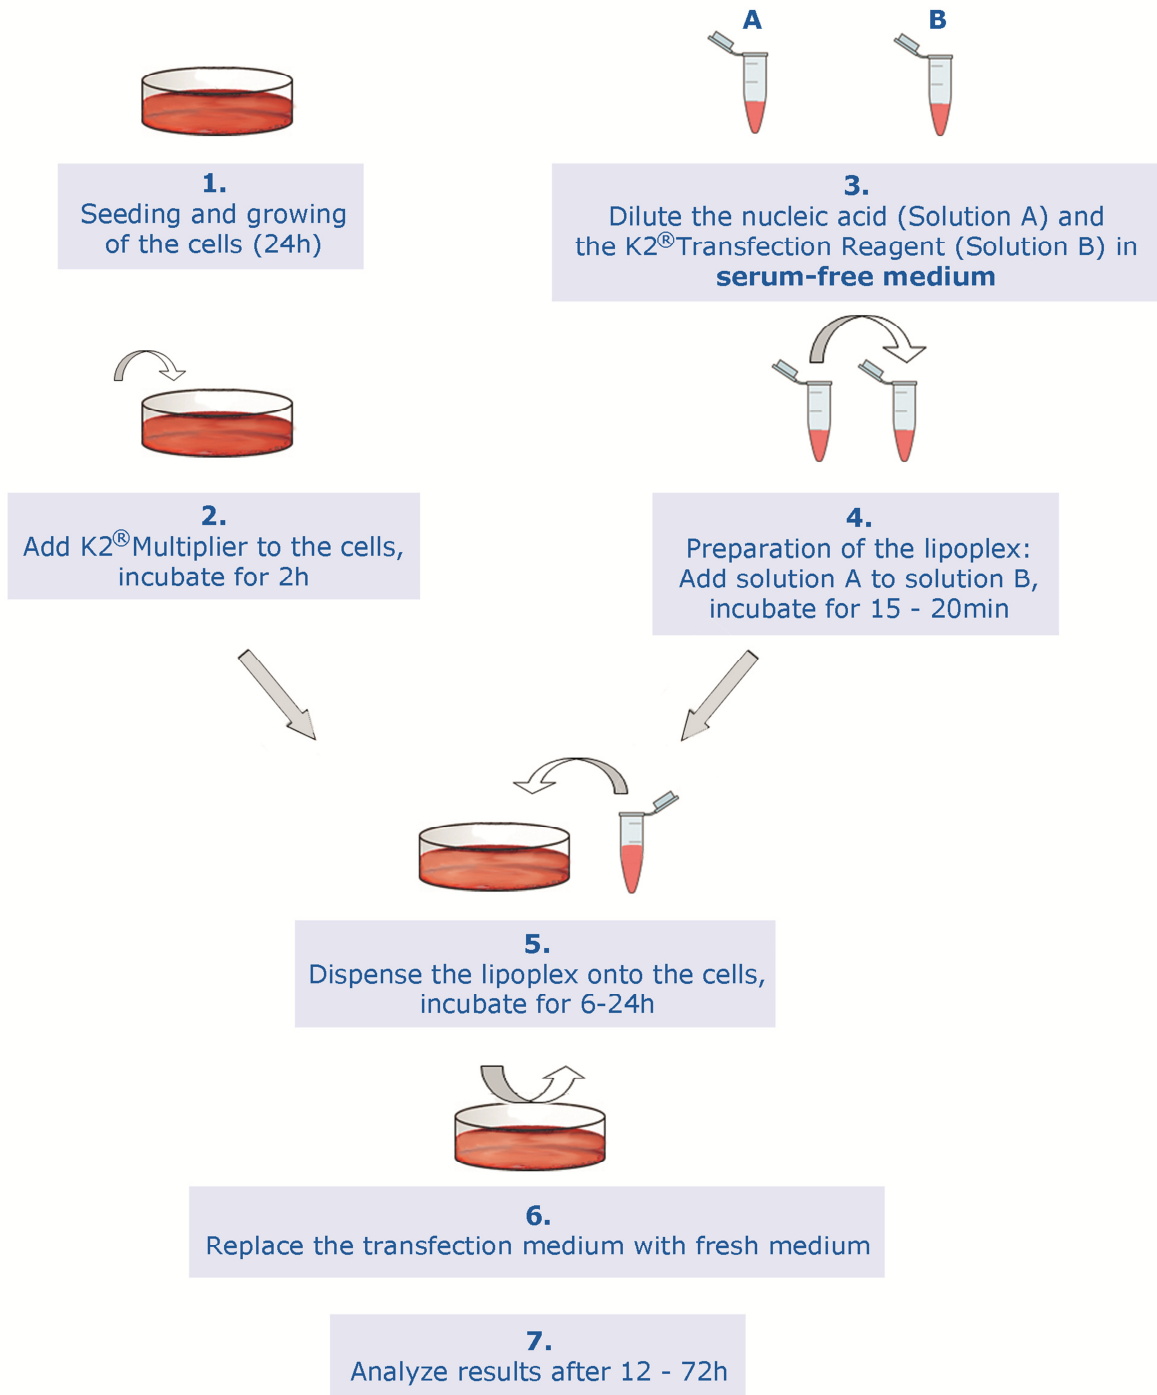 1.
Seeding and growing
of the cells (24h)
2.
Add K2®Multiplier to the cells,
incubate for 2h
A
B
3.
Dilute the nucleic acid (Solution A) and
the K2®Transfection Reagent (Solution B) in
serum-free medium
4.
Preparation of the lipoplex:
Add solution A to solution B,
incubate for 15 - 20min
5.
Dispense the lipoplex onto the cells,
incubate for 6-24h
6.
Replace the transfection medium with fresh medium
7.
Analyze results after 12 - 72h